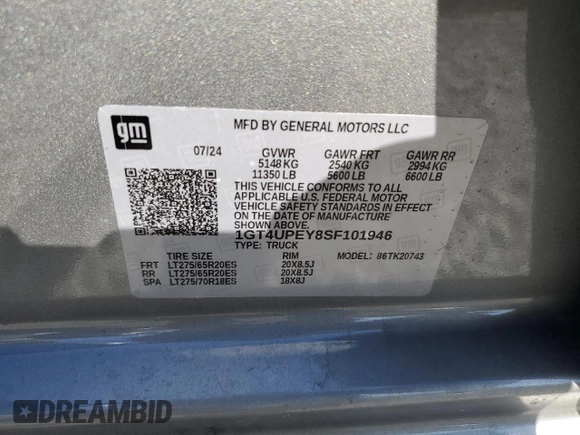 gm
MFD BY GENERAL MOTORS LLC
07/24 GVWR GAWR FRT GAWR RR
5148 KG 2540 KG 2994 KG
11350 LB 5600 LB 6600 LB
THIS VEHICLE CONFORMS TO ALL
APPLICABLE U.S. FEDERAL MOTOR
VEHICLE SAFETY STANDARDS IN EFFECT
ON THE DATE OF MANUFACTURE SHOWN
ABOVE.
1GT4UPEY8SF101946
TYPE: TRUCK
TIRE SIZE RIM MODEL: 86TK20743
FRT LT275/65R20ES 20X8.5J
RR LT275/65R20ES 20X8.5J
SPA LT275/70R18ES 18X8J
DREAMBID